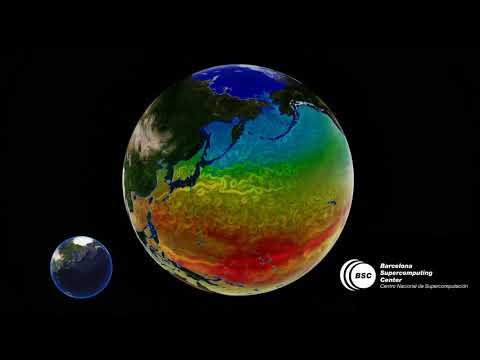 BSC
Barcelona
Supercomputing
Center
Centro Nacional de Supercomputación